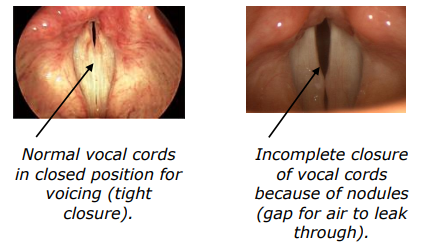 Normal vocal cords
in closed position for
voicing (tight
closure).
Incomplete closure
of vocal cords
because of nodules
(gap for air to leak
through).